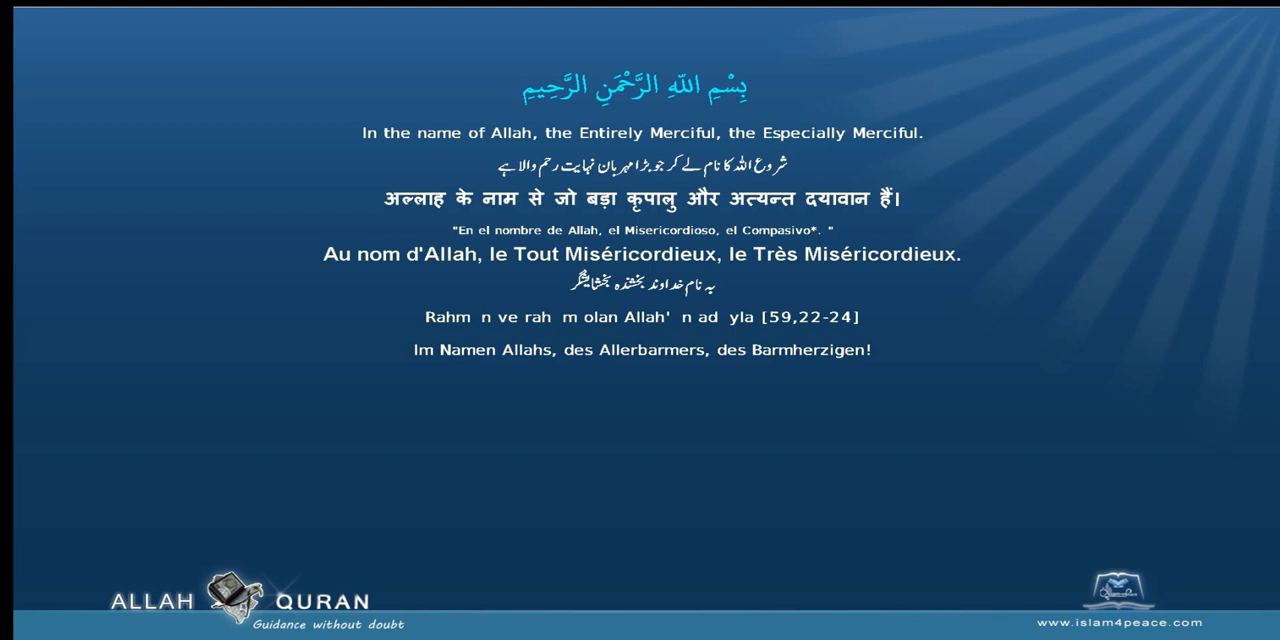 بِسْمِ اللّهِ الرَّحْمَنِ الرَّحِيمِ
In the name of Allah, the Entirely Merciful, the Especially Merciful.
شروع الله کا نام لے کر جو بڑا مہربان نہایت رحم والا ہے
अल्लाह के नाम से जो बड़ा कृपालु और अत्यन्त दयावान हैं।
"En el nombre de Allah, el Misericordioso, el Compasivo*. "
Au nom d'Allah, le Tout Miséricordieux, le Très Miséricordieux.
به نام خداوند بخشنده بخشایشگر
Rahm n ve rah m olan Allah' n ad yla [59,22-24]
Im Namen Allahs, des Allerbarmers, des Barmherzigen!
ALLAH QURAN
Guidance without doubt
www.islam4peace.com